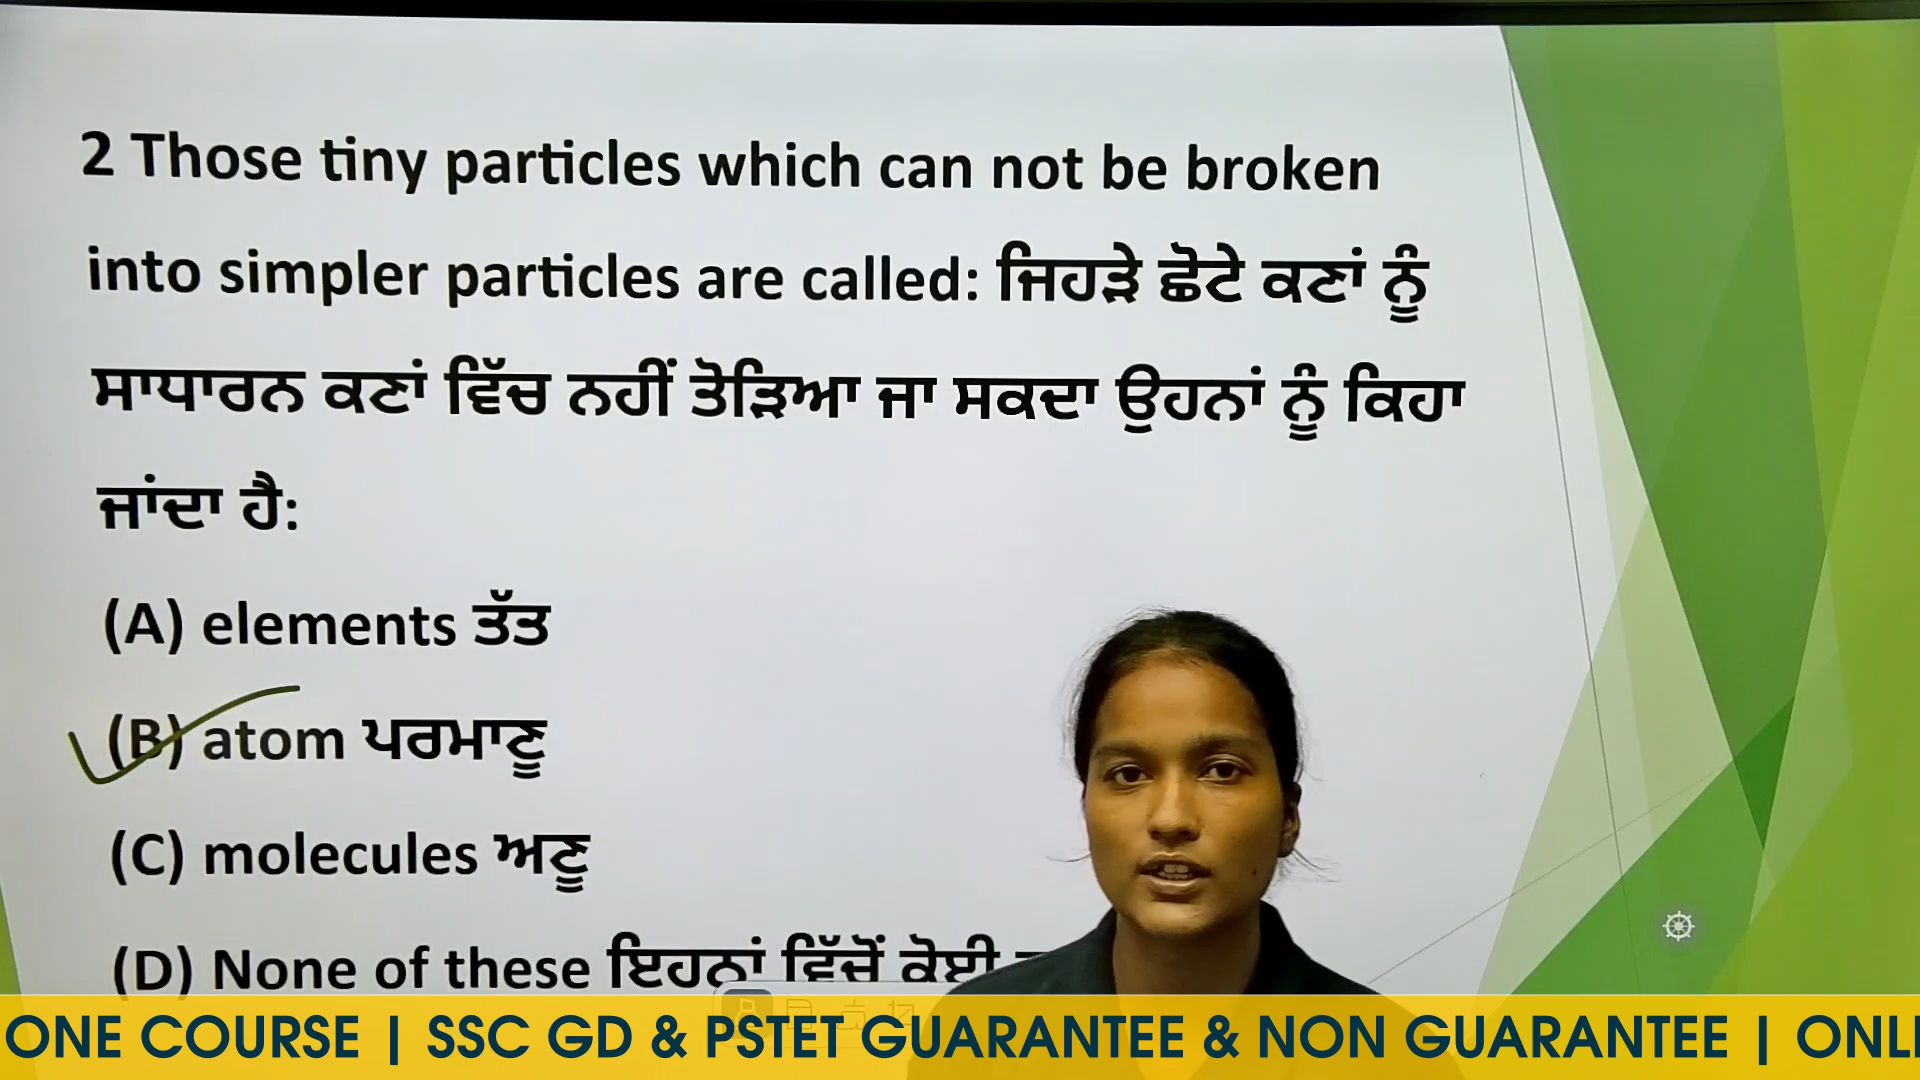 2 Those tiny particles which can not be broken
into simpler particles are called: ਜਿਹੜੇ ਛੋਟੇ ਕਣਾਂ ਨੂੰ
ਸਾਧਾਰਨ ਕਣਾਂ ਵਿੱਚ ਨਹੀਂ ਤੋੜਿਆ ਜਾ ਸਕਦਾ ਉਹਨਾਂ ਨੂੰ ਕਿਹਾ
ਜਾਂਦਾ ਹੈ:
(A) elements ਤੱਤ
(B) atom ਪਰਮਾਣੂ
(C) molecules ਅਣੂ
(D) None of these ਇਹਨਾਂ ਵਿੱਚੋਂ ਕੋਈ
ONE COURSE | SSC GD & PSTET GUARANTEE & NON GUARANTEE |